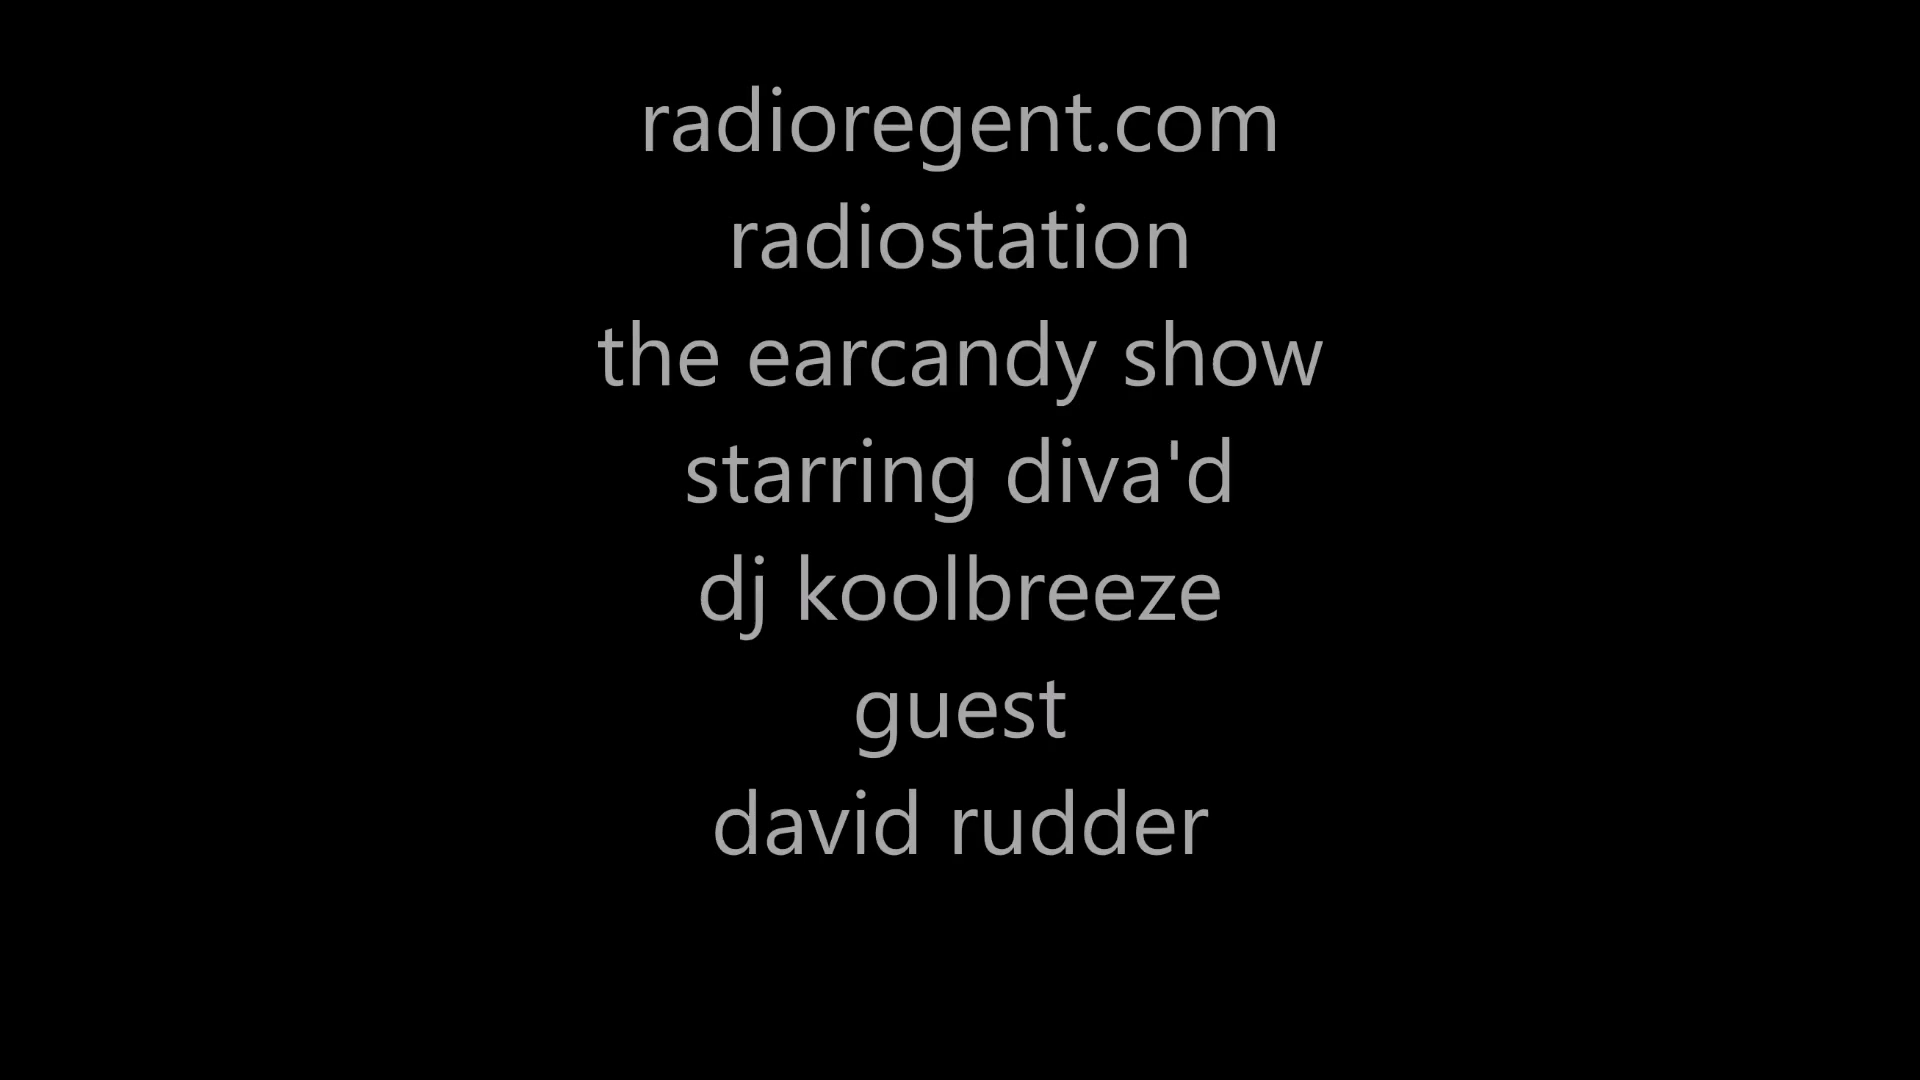 radioregent.com
radiostation
the earcandy show
starring diva'd
dj koolbreeze
guest
david rudder